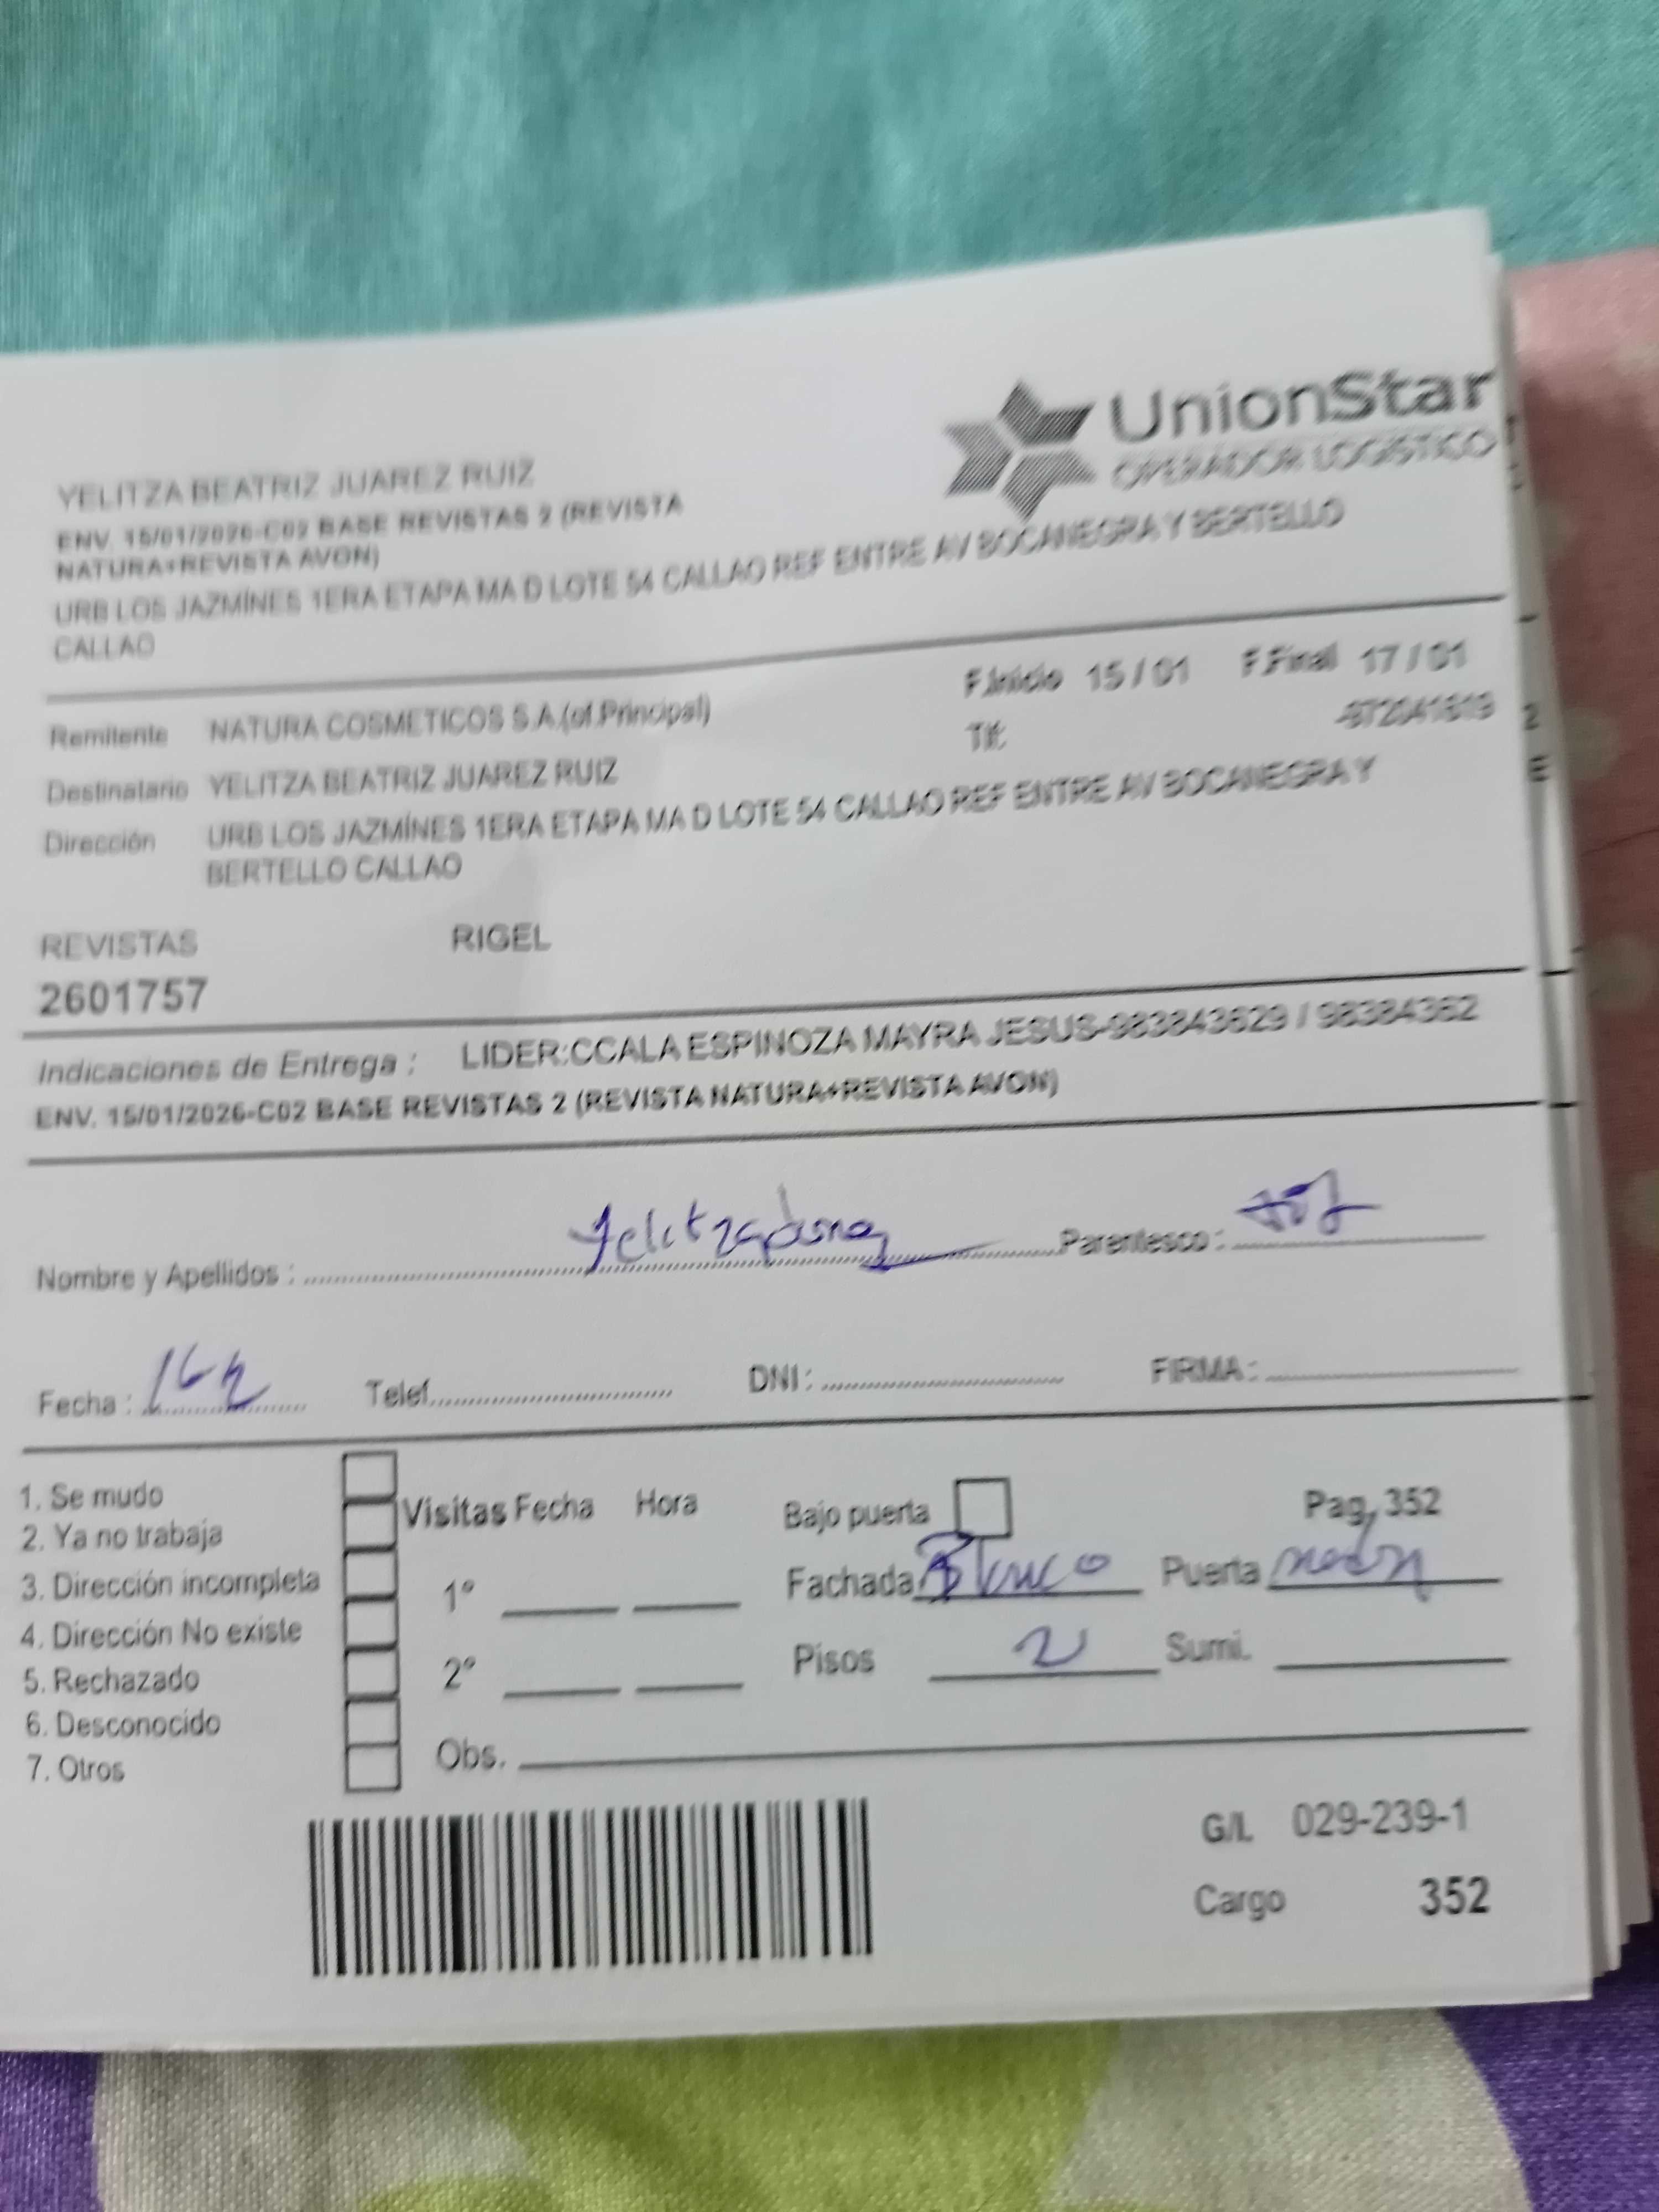 UnionStar
OPERADOR LOGÍSTICO
YELITZA BEATRIZ JUAREZ RUIZ
ENV. 15/01/2026-C02 BASE REVISTAS 2 (REVISTA
NATURA+REVISTA AVON)
URB LOS JAZMÍNES 1ERA ETAPA MA D LOTE 54 CALLAO REF ENTRE AV BOCANEGRA Y BERTELLO
CALLAO
F.Inicio 15 / 01 F.Final 17 / 01
Remitente NATURA COSMETICOS S.A.(of.Principal) Tlf:
Destinatario YELITZA BEATRIZ JUAREZ RUIZ
Dirección URB LOS JAZMÍNES 1ERA ETAPA MA D LOTE 54 CALLAO REF ENTRE AV BOCANEGRA Y
BERTELLO CALLAO
REVISTAS RIGEL
2601757
Indicaciones de Entrega : LIDER:CCALA ESPINOZA MAYRA JESUS-983843629 / 98384362
ENV. 15/01/2026-C02 BASE REVISTAS 2 (REVISTA NATURA+REVISTA AVON)
Nombre y Apellidos : Parentesco :
Fecha : Telef. DNI : FIRMA :
1. Se mudo
2. Ya no trabaja
3. Dirección incompleta
4. Dirección No existe
5. Rechazado
6. Desconocido
7. Otros
Visitas Fecha Hora
1º
2º
Obs.
Bajo puerta Pag, 352
Fachada Blanco Puerta
Pisos 2 Sumi.
G/L 029-239-1
Cargo 352